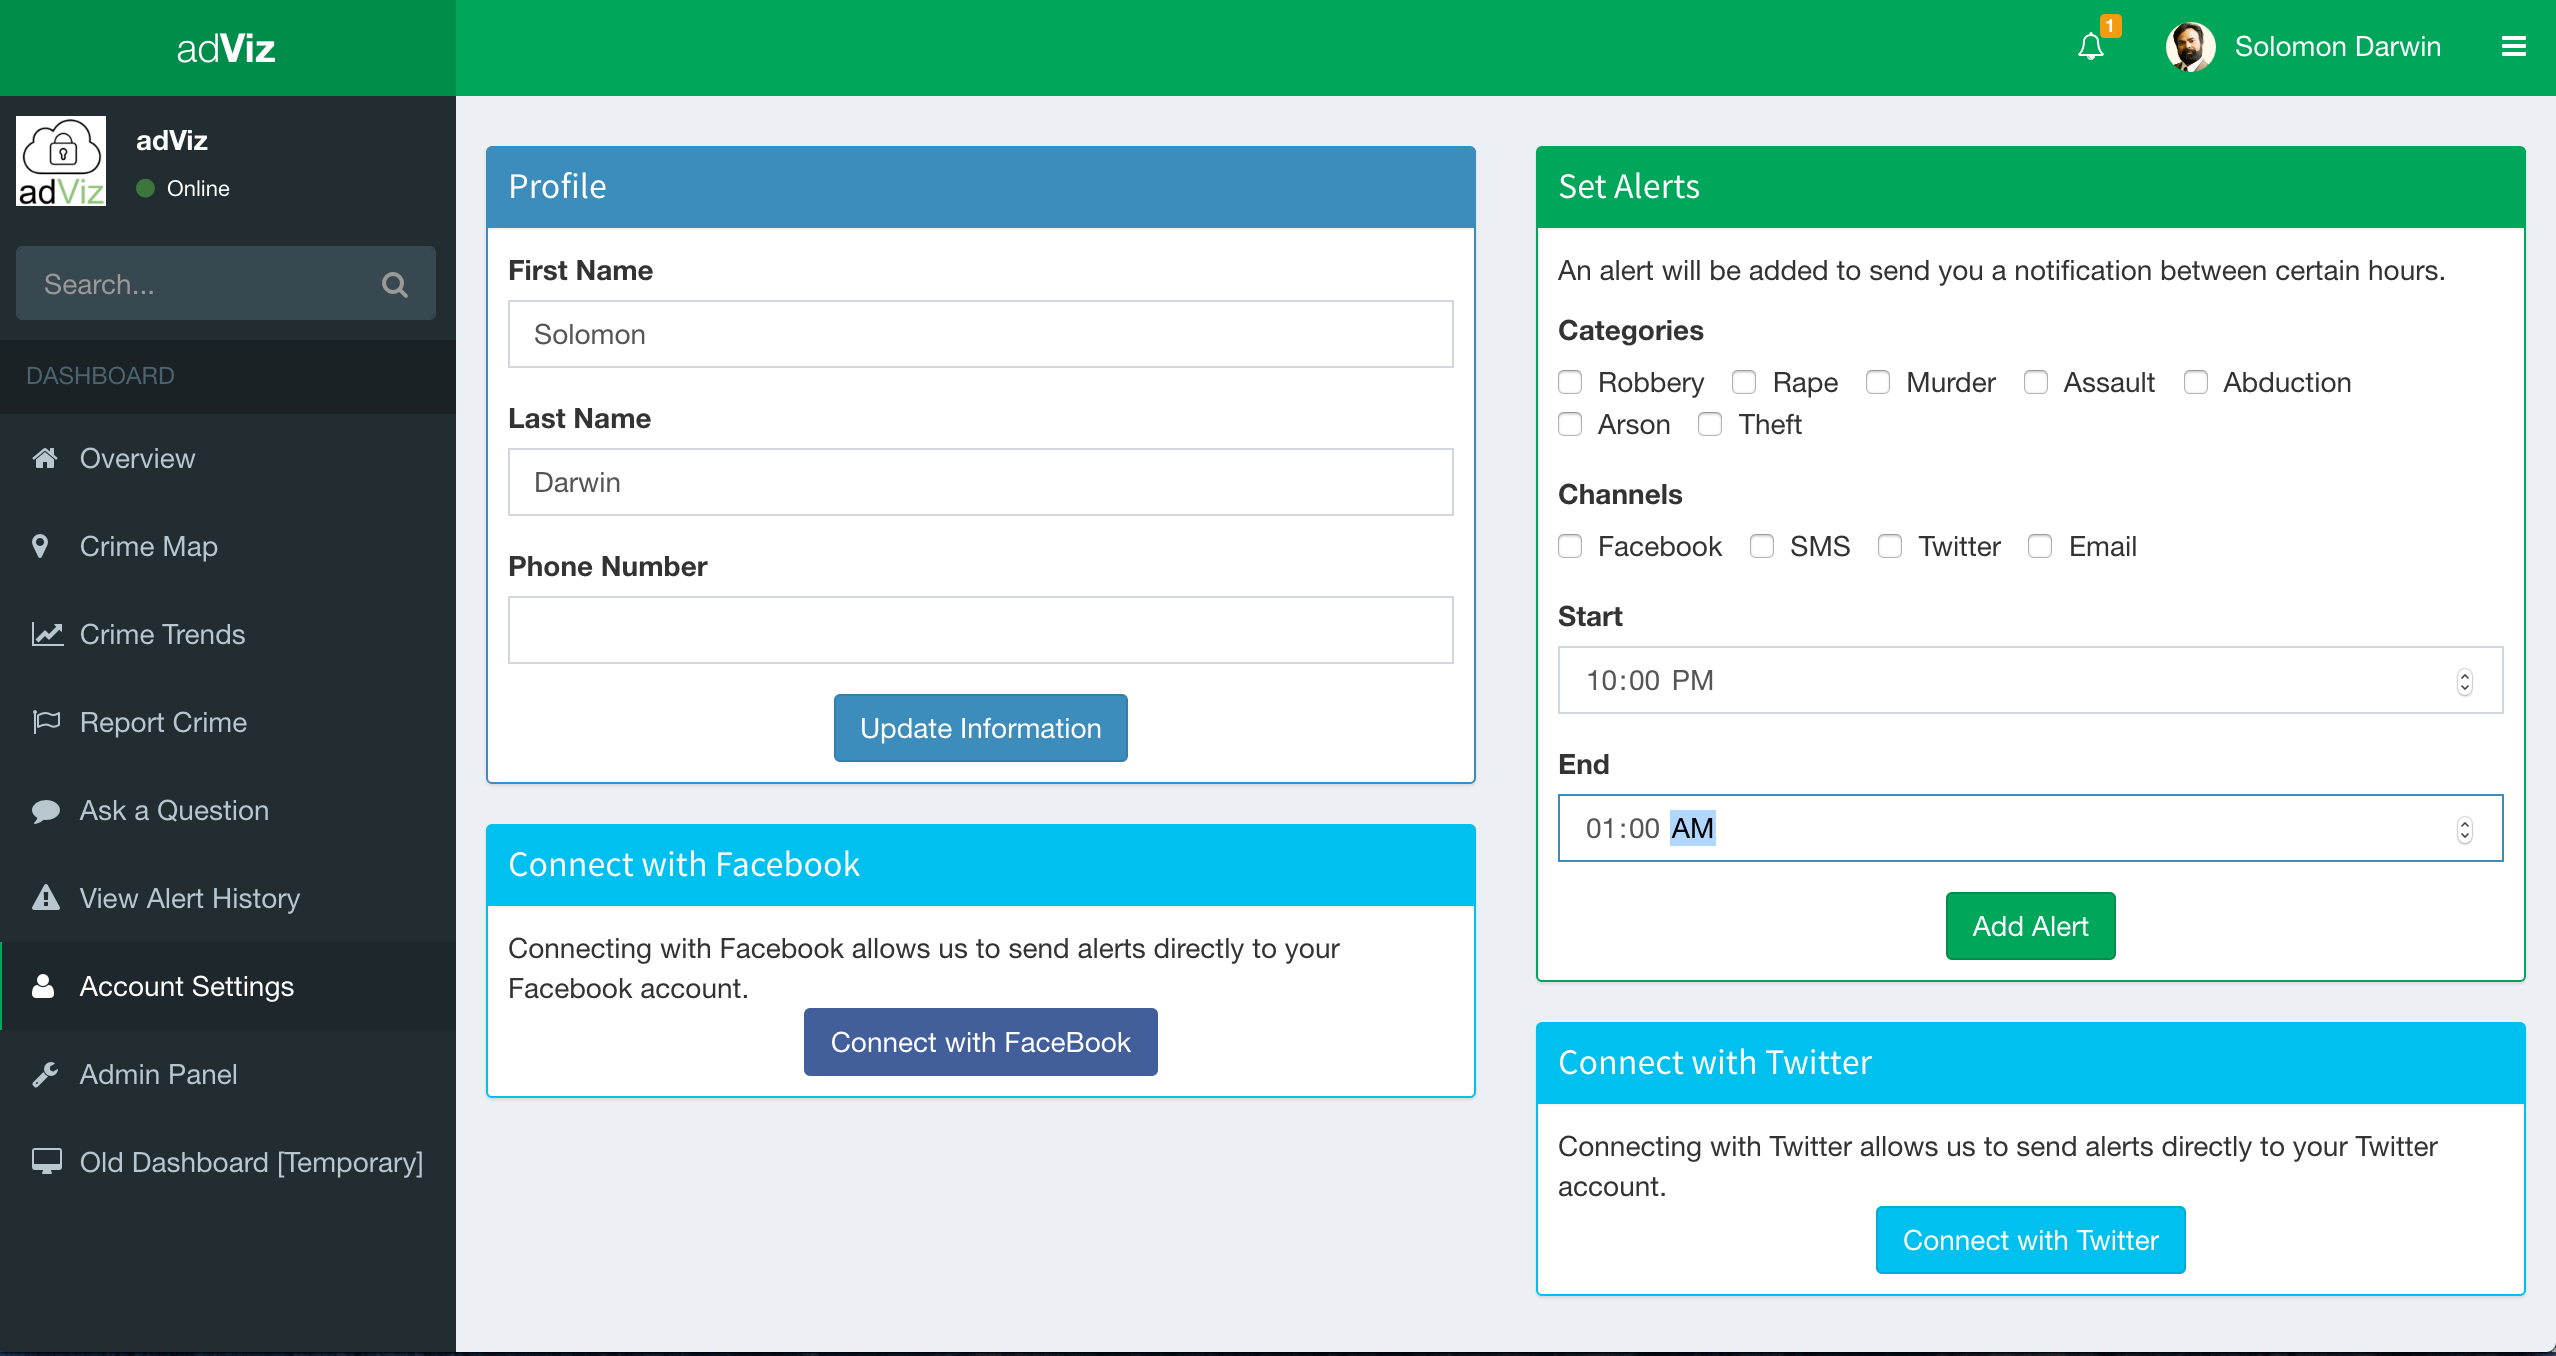 adViz
1
Solomon Darwin
adViz
adViz
Online
Search...
DASHBOARD
Overview
Crime Map
Crime Trends
Report Crime
Ask a Question
View Alert History
Account Settings
Admin Panel
Old Dashboard [Temporary]
Profile
First Name
Solomon
Last Name
Darwin
Phone Number
Update Information
Connect with Facebook
Connecting with Facebook allows us to send alerts directly to your
Facebook account.
Connect with FaceBook
Set Alerts
An alert will be added to send you a notification between certain hours.
Categories
Robbery Rape Murder Assault Abduction
Arson Theft
Channels
Facebook SMS Twitter Email
Start
10:00 PM
End
01:00 AM
Add Alert
Connect with Twitter
Connecting with Twitter allows us to send alerts directly to your Twitter
account.
Connect with Twitter